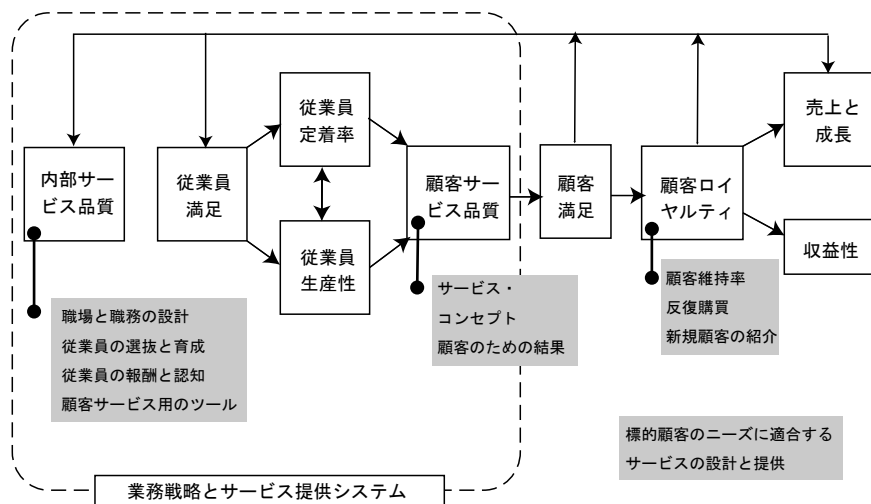 従業員
定着率
売上と
成長
内部サー
ビス品質
従業員
満足
顧客サー
ビス品質
顧客
満足
顧客ロイ
ヤルティ
従業員
生産性
収益性
職場と職務の設計
従業員の選抜と育成
従業員の報酬と認知
顧客サービス用のツール
サービス・
コンセプト
顧客のための結果
顧客維持率
反復購買
新規顧客の紹介
標的顧客のニーズに適合する
サービスの設計と提供
業務戦略とサービス提供システム